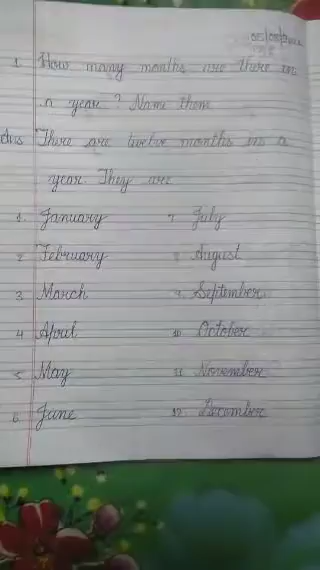 1. How many months are there in
a year? Name them.
Ans There are twelve months in a
year. They are
1. January 7. July
2. February 8. August
3. March 9. September
4. April 10. October
5. May 11. November
6. June 12. December